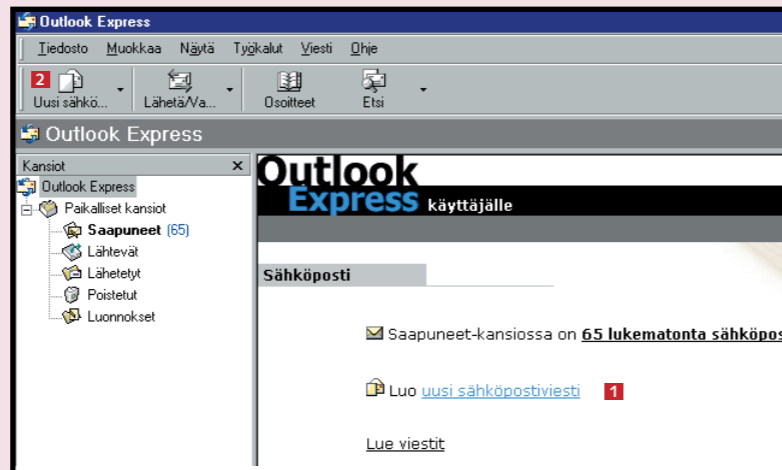 Outlook Express
Tiedosto Muokkaa Näytä Työkalut Viesti Ohje
2
Uusi sähkö... Lähetä/Va... Osoitteet Etsi
Outlook Express
Kansiot x
Outlook Express
Paikalliset kansiot
Saapuneet (65)
Lähtevät
Lähetetyt
Poistetut
Luonnokset
Outlook
Express käyttäjälle
Sähköposti
Saapuneet-kansiossa on 65 lukematonta sähköpos
Luo uusi sähköpostiviesti 1
Lue viestit